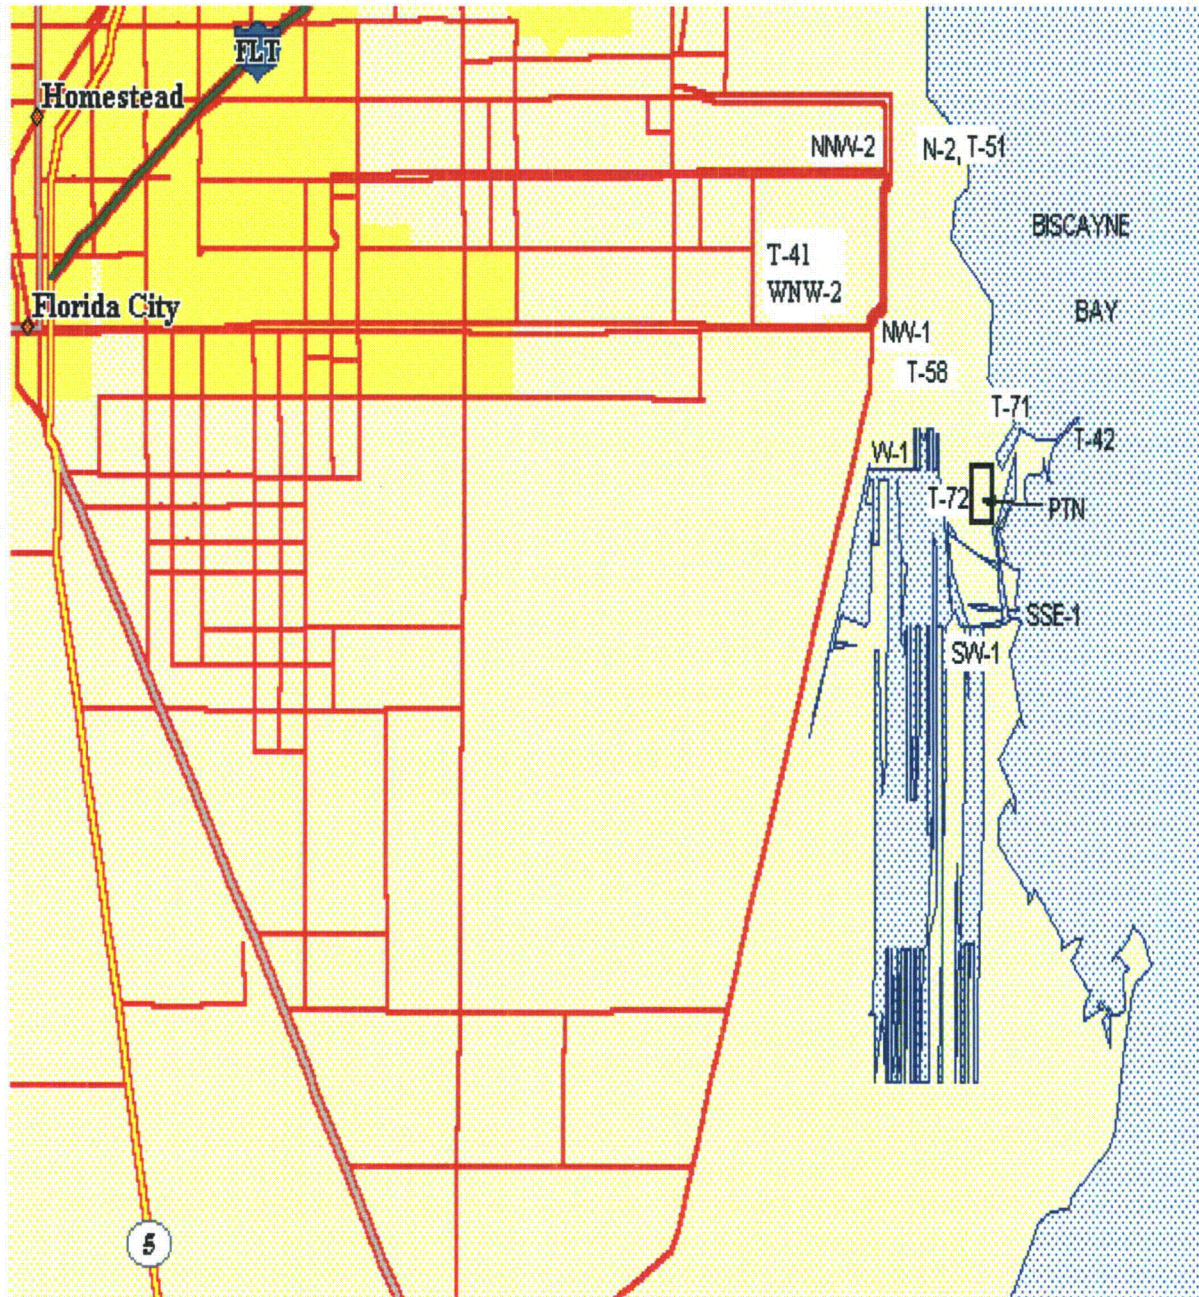 FLT
Homestead
NNW-2
N-2, T-51
BISCAYNE
BAY
T-41
WNW-2
Florida City
NW-1
T-58
T-71
T-42
W-1
T-72
PTN
SSE-1
SW-1
5